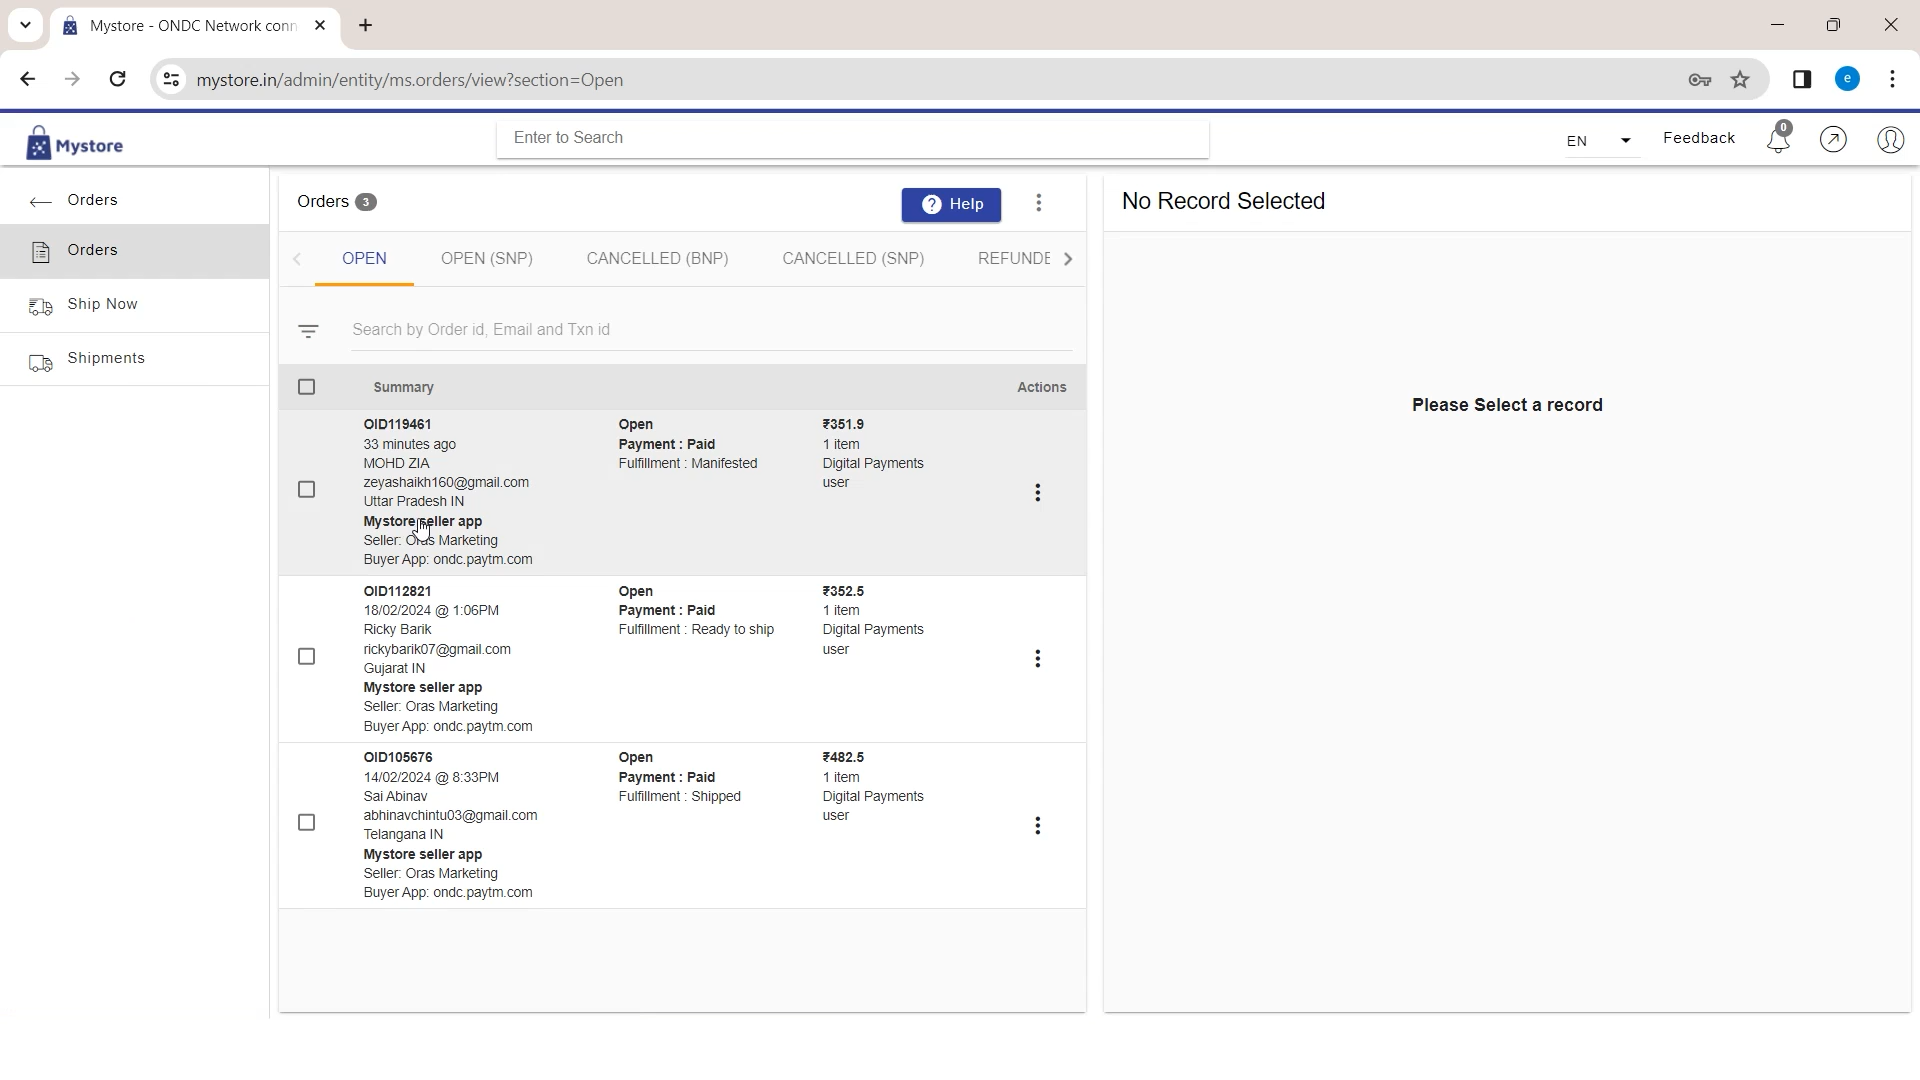 Mystore - ONDC Network conn
mystore.in/admin/entity/ms.orders/view?section=Open
e
Mystore
Enter to Search
EN
Feedback
0
Orders
Orders
Ship Now
Shipments
Orders 3
? Help
OPEN
OPEN (SNP)
CANCELLED (BNP)
CANCELLED (SNP)
REFUNDE
Search by Order id, Email and Txn id
Summary
Actions
OID119461
33 minutes ago
MOHD ZIA
zeyashaikh160@gmail.com
Uttar Pradesh IN
Mystore seller app
Seller: Oras Marketing
Buyer App: ondc.paytm.com
Open
Payment : Paid
Fulfillment : Manifested
₹351.9
1 item
Digital Payments
user
OID112821
18/02/2024 @ 1:06PM
Ricky Barik
rickybarik07@gmail.com
Gujarat IN
Mystore seller app
Seller: Oras Marketing
Buyer App: ondc.paytm.com
Open
Payment : Paid
Fulfillment : Ready to ship
₹352.5
1 item
Digital Payments
user
OID105676
14/02/2024 @ 8:33PM
Sai Abinav
abhinavchintu03@gmail.com
Telangana IN
Mystore seller app
Seller: Oras Marketing
Buyer App: ondc.paytm.com
Open
Payment : Paid
Fulfillment : Shipped
₹482.5
1 item
Digital Payments
user
No Record Selected
Please Select a record